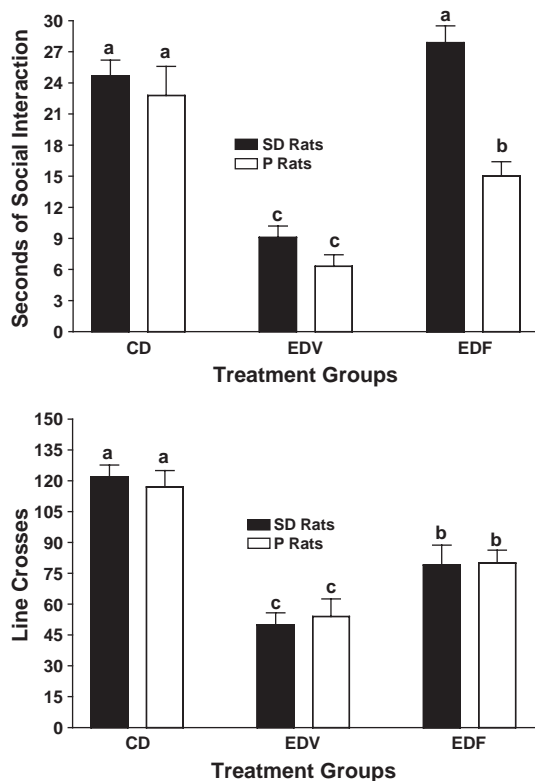 30
27
24
21
18
15
12
9
6
3
0
Seconds of Social Interaction
a
a
c
c
a
b
SD Rats
P Rats
CD
EDV
EDF
Treatment Groups
150
135
120
105
90
75
60
45
30
15
0
Line Crosses
a
a
c
c
b
b
SD Rats
P Rats
CD
EDV
EDF
Treatment Groups